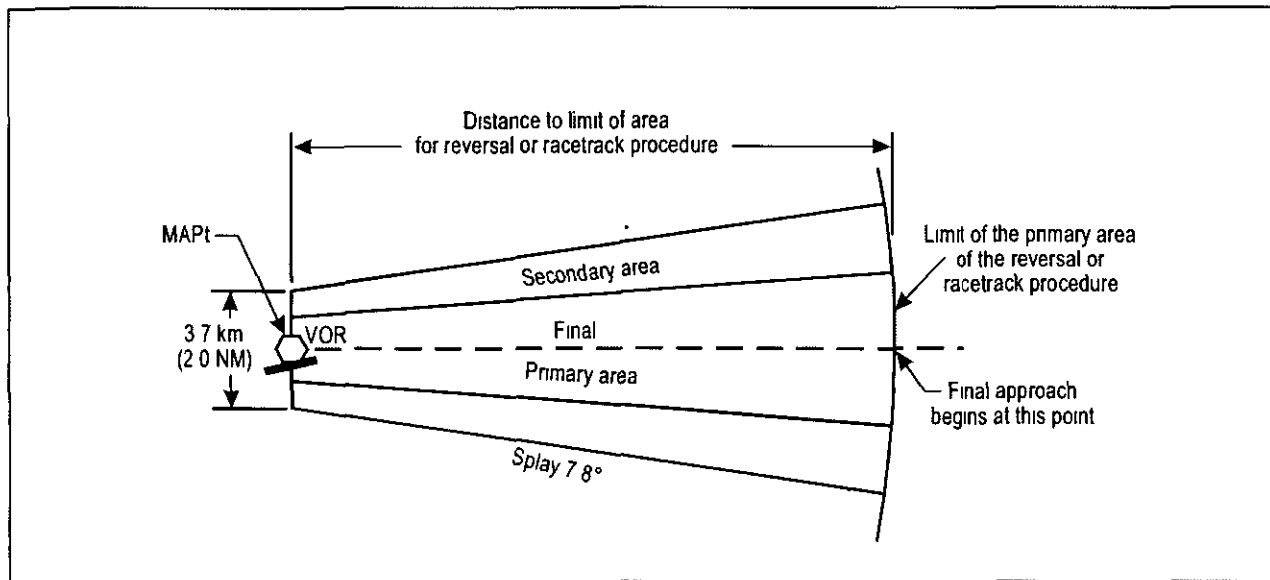 Distance to limit of area
for reversal or racetrack procedure
MAPt
Limit of the primary area
of the reversal or
racetrack procedure
Secondary area
3 7 km
(2 0 NM)
VOR
Final
Primary area
Final approach
begins at this point
Splay 7 8°